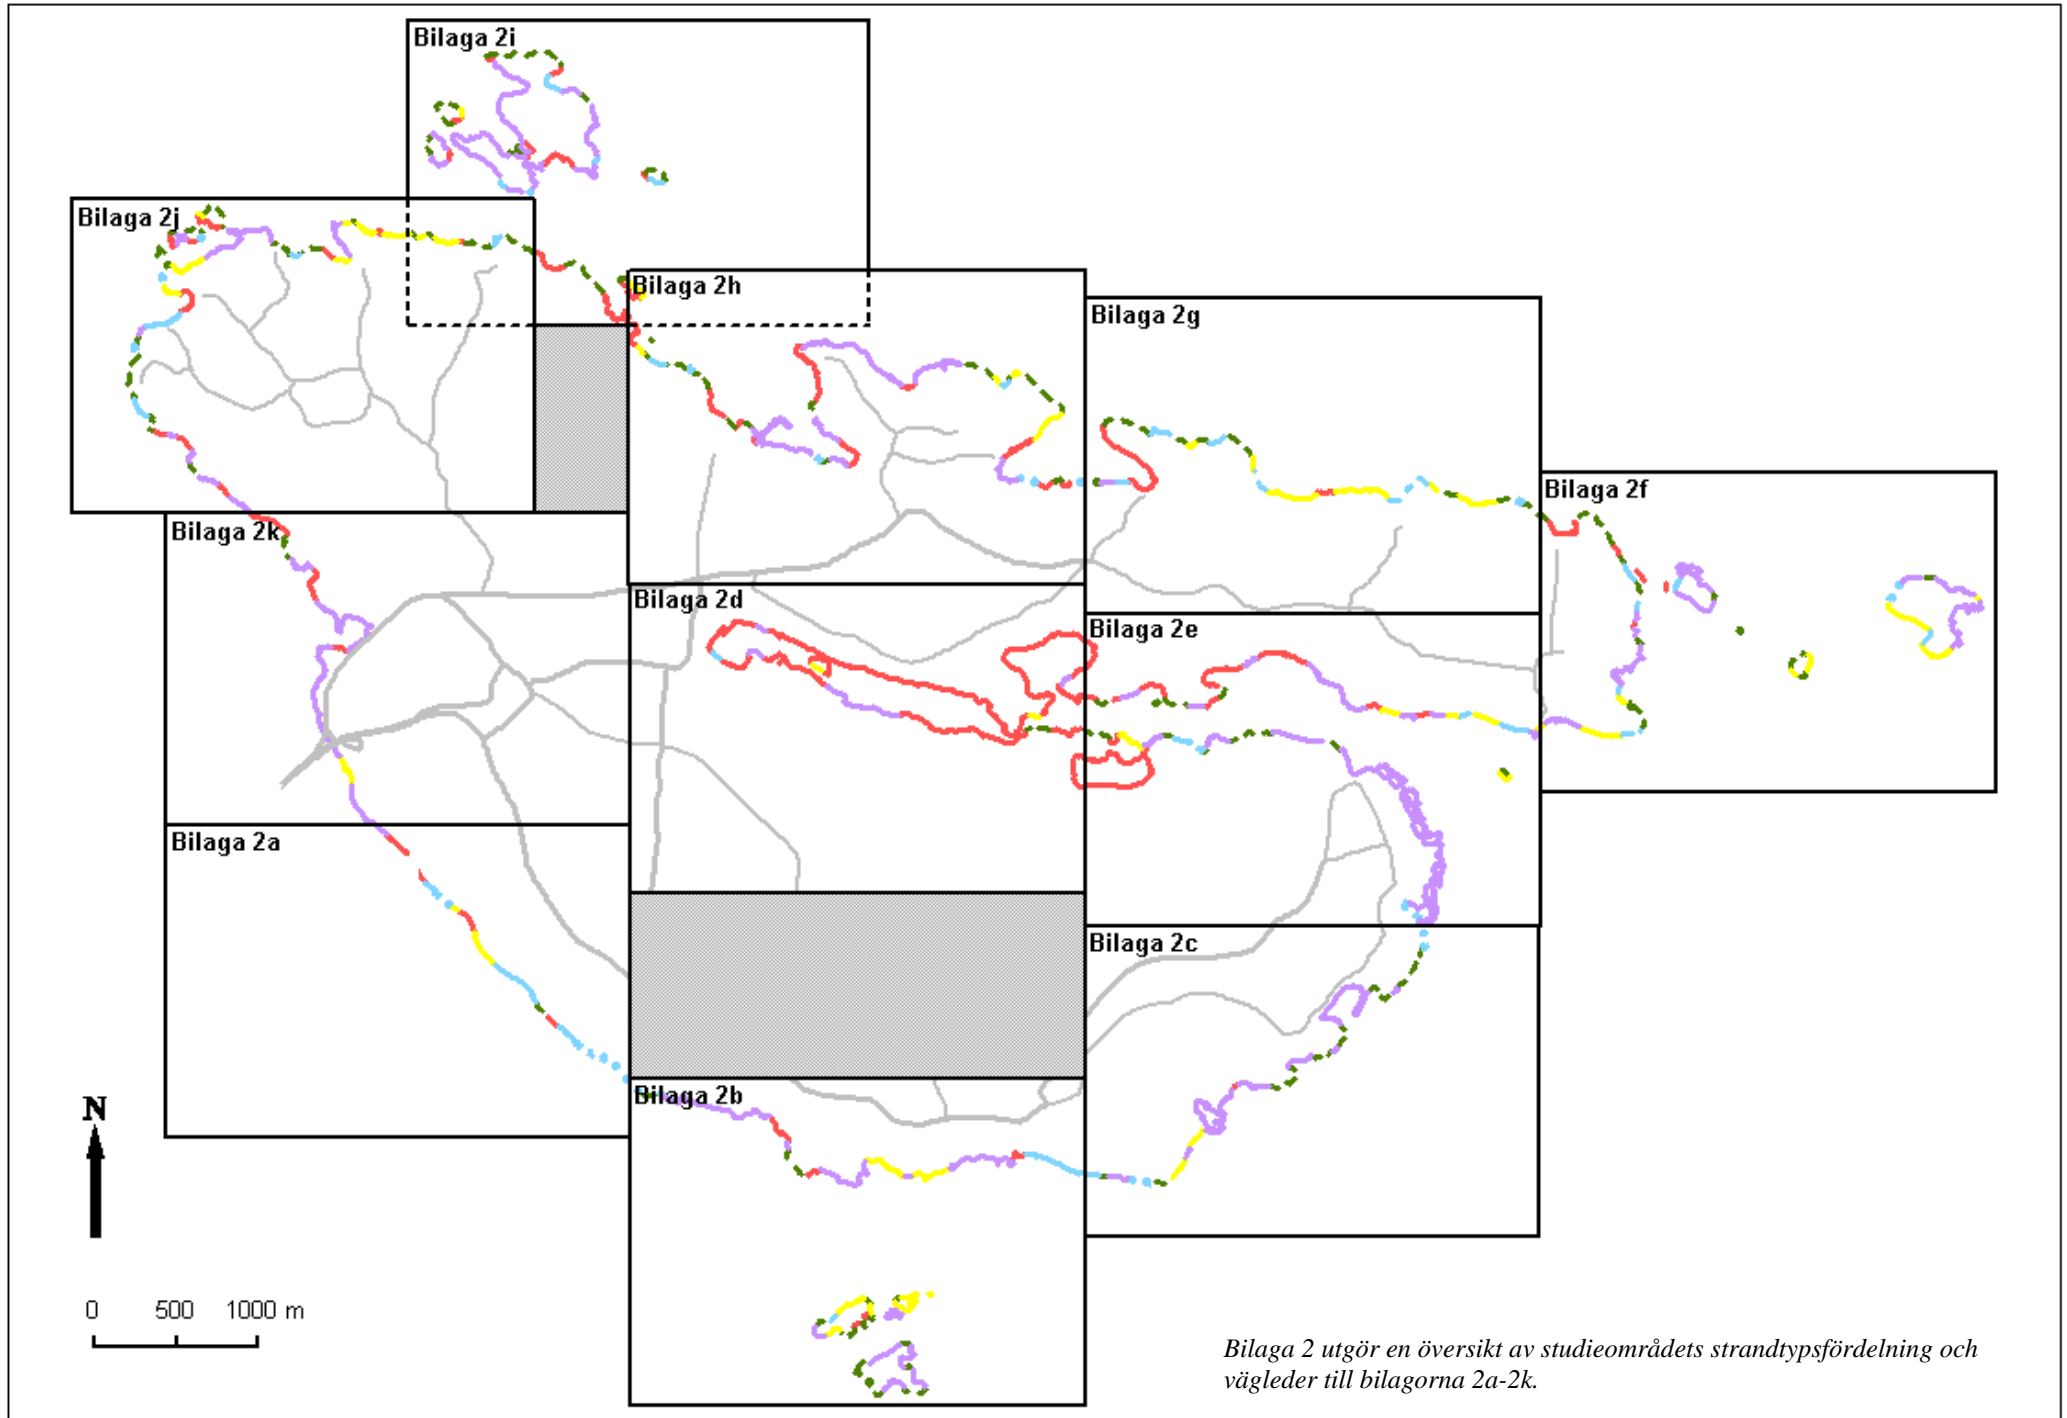 Bilaga 2i
Bilaga 2j
Bilaga 2h
Bilaga 2g
Bilaga 2f
Bilaga 2k
Bilaga 2d
Bilaga 2e
Bilaga 2a
Bilaga 2c
Bilaga 2b
N
0 500 1000 m
Bilaga 2 utgör en översikt av studieområdets strandtypsfördelning och
vägleder till bilagorna 2a-2k.